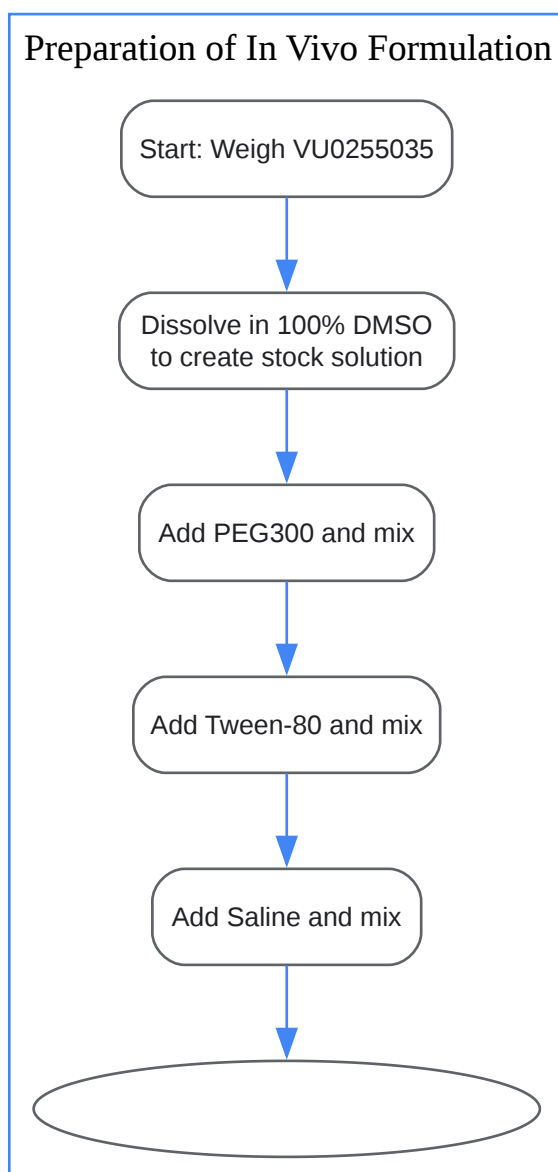 Preparation of In Vivo Formulation
Start: Weigh VU0255035
Dissolve in 100% DMSO
to create stock solution
Add PEG300 and mix
Add Tween-80 and mix
Add Saline and mix